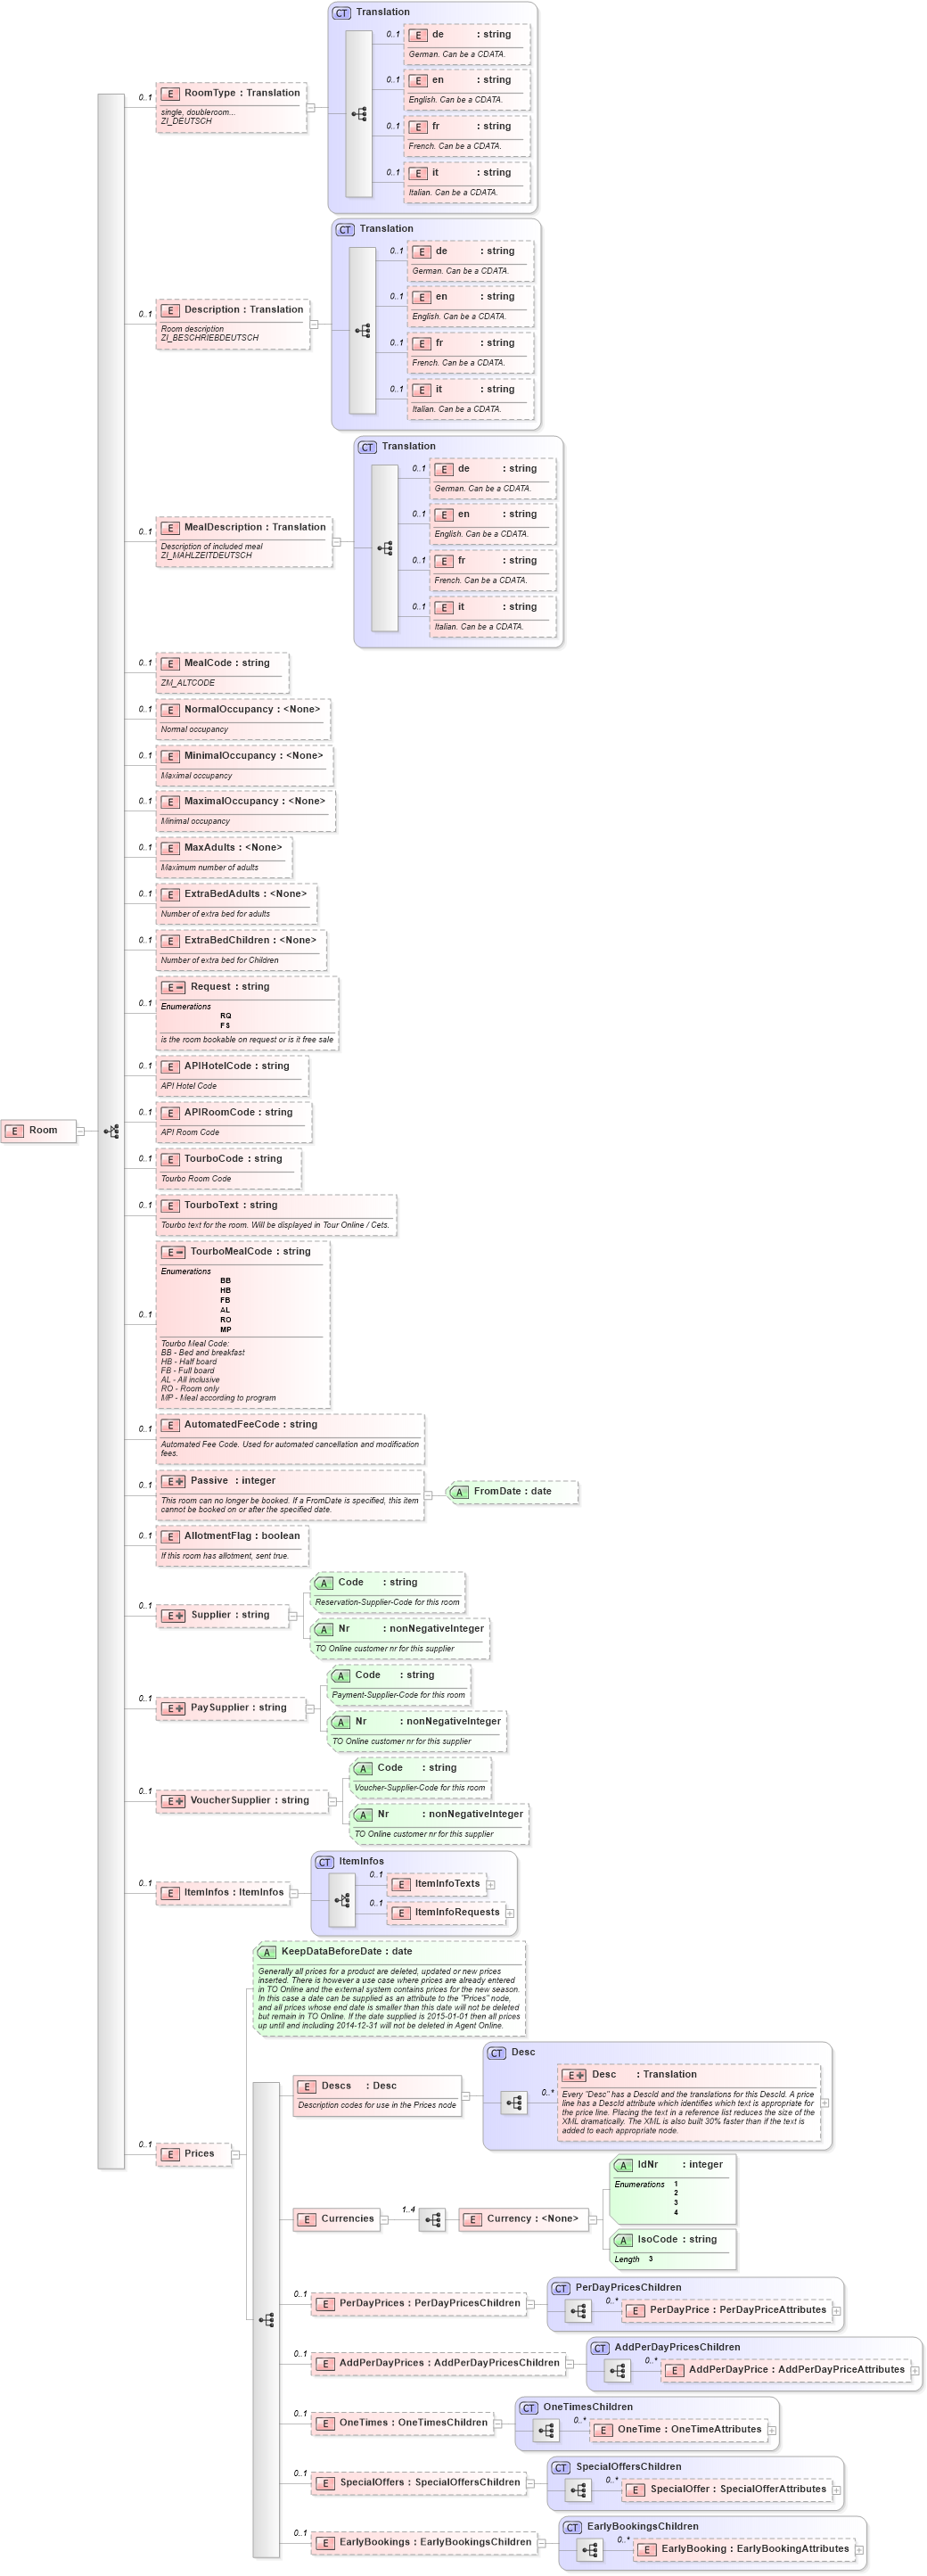 CT Translation
0..1 E de : string
German. Can be a CDATA.
0..1 E en : string
English. Can be a CDATA.
0..1 E fr : string
French. Can be a CDATA.
0..1 E it : string
Italian. Can be a CDATA.
0..1 E RoomType : Translation
single, doubleroom...
ZI_DEUTSCH
CT Translation
0..1 E de : string
German. Can be a CDATA.
0..1 E en : string
English. Can be a CDATA.
0..1 E fr : string
French. Can be a CDATA.
0..1 E it : string
Italian. Can be a CDATA.
0..1 E Description : Translation
Room description
ZI_BESCHRIEBDEUTSCH
CT Translation
0..1 E de : string
German. Can be a CDATA.
0..1 E en : string
English. Can be a CDATA.
0..1 E fr : string
French. Can be a CDATA.
0..1 E it : string
Italian. Can be a CDATA.
0..1 E MealDescription : Translation
Description of included meal
ZI_MAHLZEITDEUTSCH
0..1 E MealCode : string
ZM_ALTCODE
0..1 E NormalOccupancy : <None>
Normal occupancy
0..1 E MinimalOccupancy : <None>
Maximal occupancy
0..1 E MaximalOccupancy : <None>
Minimal occupancy
0..1 E MaxAdults : <None>
Maximum number of adults
0..1 E ExtraBedAdults : <None>
Number of extra bed for adults
0..1 E ExtraBedChildren : <None>
Number of extra bed for Children
0..1 E Request : string
Enumerations
RQ
FS
is the room bookable on request or is it free sale
0..1 E APIHotelCode : string
API Hotel Code
0..1 E APIRoomCode : string
API Room Code
E Room
0..1 E TourboCode : string
Tourbo Room Code
0..1 E TourboText : string
Tourbo text for the room. Will be displayed in Tour Online / Cets.
0..1 E TourboMealCode : string
Enumerations
BB
HB
FB
AL
RO
MP
Tourbo Meal Code:
BB - Bed and breakfast
HB - Half board
FB - Full board
AL - All inclusive
RO - Room only
MP - Meal according to program
0..1 E AutomatedFeeCode : string
Automated Fee Code. Used for automated cancellation and modification
fees.
0..1 E Passive : integer
This room can no longer be booked. If a FromDate is specified, this item
cannot be booked on or after the specified date.
A FromDate : date
0..1 E AllotmentFlag : boolean
If this room has allotment, sent true.
0..1 E Supplier : string
A Code : string
Reservation-Supplier-Code for this room
A Nr : nonNegativeInteger
TO Online customer nr for this supplier
0..1 E PaySupplier : string
A Code : string
Payment-Supplier-Code for this room
A Nr : nonNegativeInteger
TO Online customer nr for this supplier
0..1 E VoucherSupplier : string
A Code : string
Voucher-Supplier-Code for this room
A Nr : nonNegativeInteger
TO Online customer nr for this supplier
0..1 E ItemInfos : ItemInfos
CT ItemInfos
0..1 E ItemInfoTexts
0..1 E ItemInfoRequests
0..1 E Prices
A KeepDataBeforeDate : date
Generally all prices for a product are deleted, updated or new prices
inserted. There is however a use case where prices are already entered
in TO Online and the external system contains prices for the new season.
In this case a date can be supplied as an attribute to the "Prices" node,
and all prices whose end date is smaller than this date will not be deleted
but remain in TO Online. If the date supplied is 2015-01-01 then all prices
up until and including 2014-12-31 will not be deleted in Agent Online.
E Descs : Desc
Description codes for use in the Prices node
CT Desc
0..* E Desc : Translation
Every "Desc" has a DescId and the translations for this DescId. A price
line has a DescId attribute which identifies which text is appropriate for
the price line. Placing the text in a reference list reduces the size of the
XML dramatically. The XML is also built 30% faster than if the text is
added to each appropriate node.
E Currencies
1..4 E Currency : <None>
A IdNr : integer
Enumerations 1
2
3
4
A IsoCode : string
Length 3
0..1 E PerDayPrices : PerDayPricesChildren
CT PerDayPricesChildren
0..* E PerDayPrice : PerDayPriceAttributes
0..1 E AddPerDayPrices : AddPerDayPricesChildren
CT AddPerDayPricesChildren
0..* E AddPerDayPrice : AddPerDayPriceAttributes
0..1 E OneTimes : OneTimesChildren
CT OneTimesChildren
0..* E OneTime : OneTimeAttributes
0..1 E SpecialOffers : SpecialOffersChildren
CT SpecialOffersChildren
0..* E SpecialOffer : SpecialOfferAttributes
0..1 E EarlyBookings : EarlyBookingsChildren
CT EarlyBookingsChildren
0..* E EarlyBooking : EarlyBookingAttributes